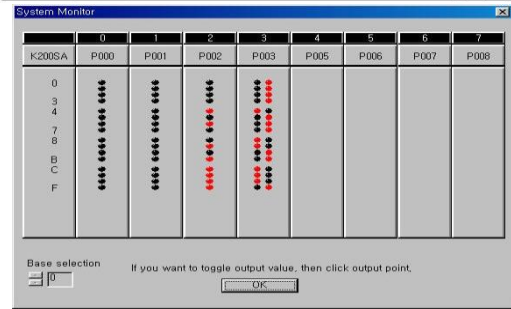 System Monitor
0 1 2 3 4 5 6 7
K200SA P000 P001 P002 P003 P005 P006 P007 P008
0
3
4
7
8
B
C
F
Base selection
0
If you want to toggle output value, then click output point,
OK